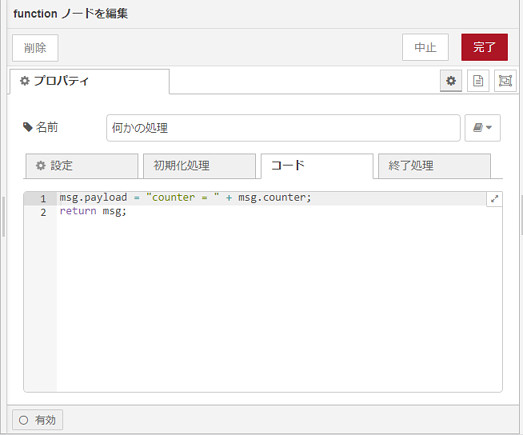 function ノードを編集
削除
中止
完了
プロパティ
名前
何かの処理
設定
初期化処理
コード
終了処理
1 msg.payload = "counter = " + msg.counter;
2 return msg;
有効